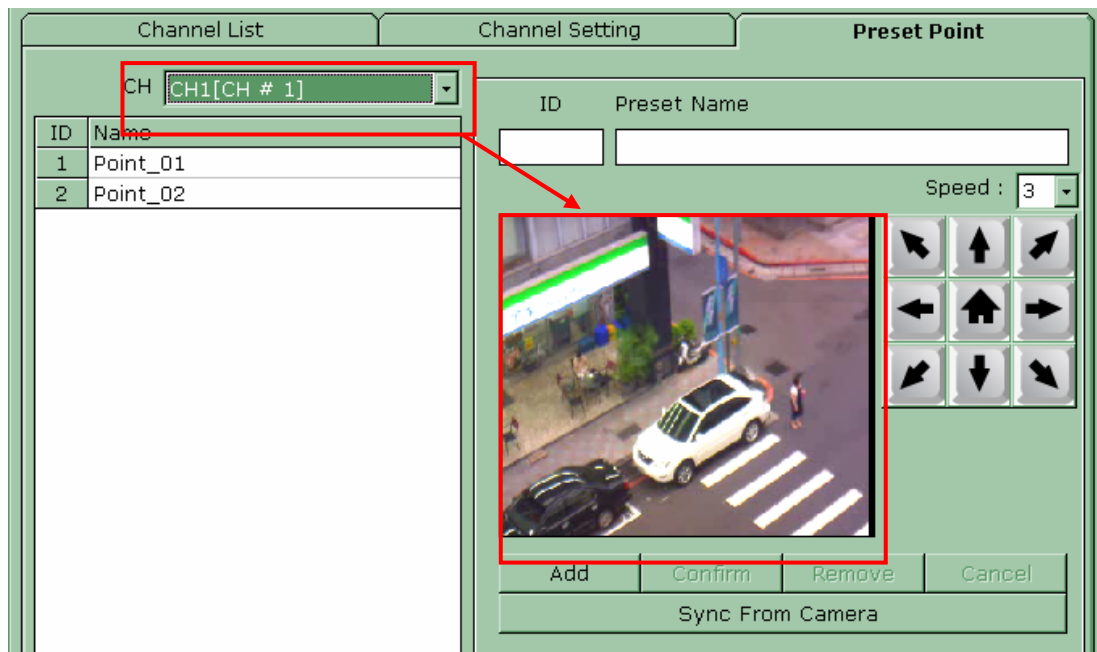 Channel List
Channel Setting
Preset Point
CH CH1[CH # 1]
ID Name
1 Point_01
2 Point_02
ID Preset Name
Speed : 3
Add Confirm Remove Cancel
Sync From Camera